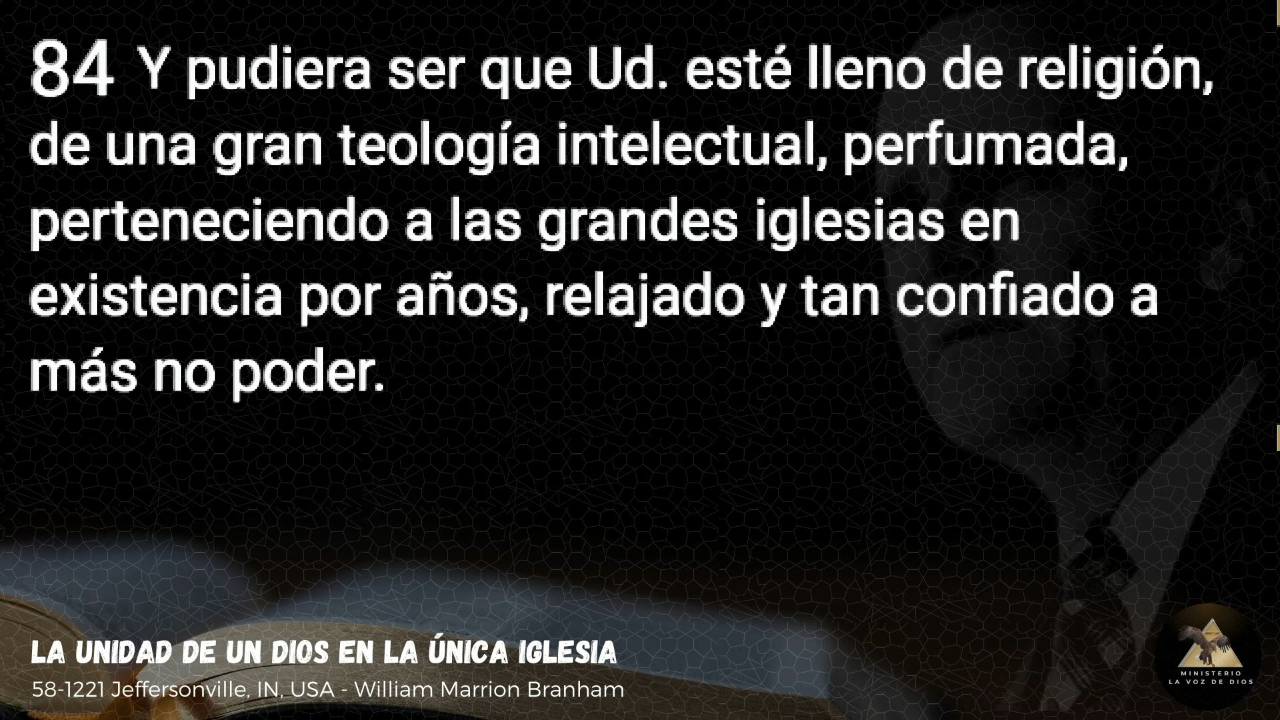 84 Y pudiera ser que Ud. esté lleno de religión,
de una gran teología intelectual, perfumada,
perteneciendo a las grandes iglesias en
existencia por años, relajado y tan confiado a
más no poder.
LA UNIDAD DE UN DIOS EN LA ÚNICA IGLESIA
58-1221 Jeffersonville, IN, USA - William Marrion Branham
MINISTERIO
LA VOZ DE DIOS